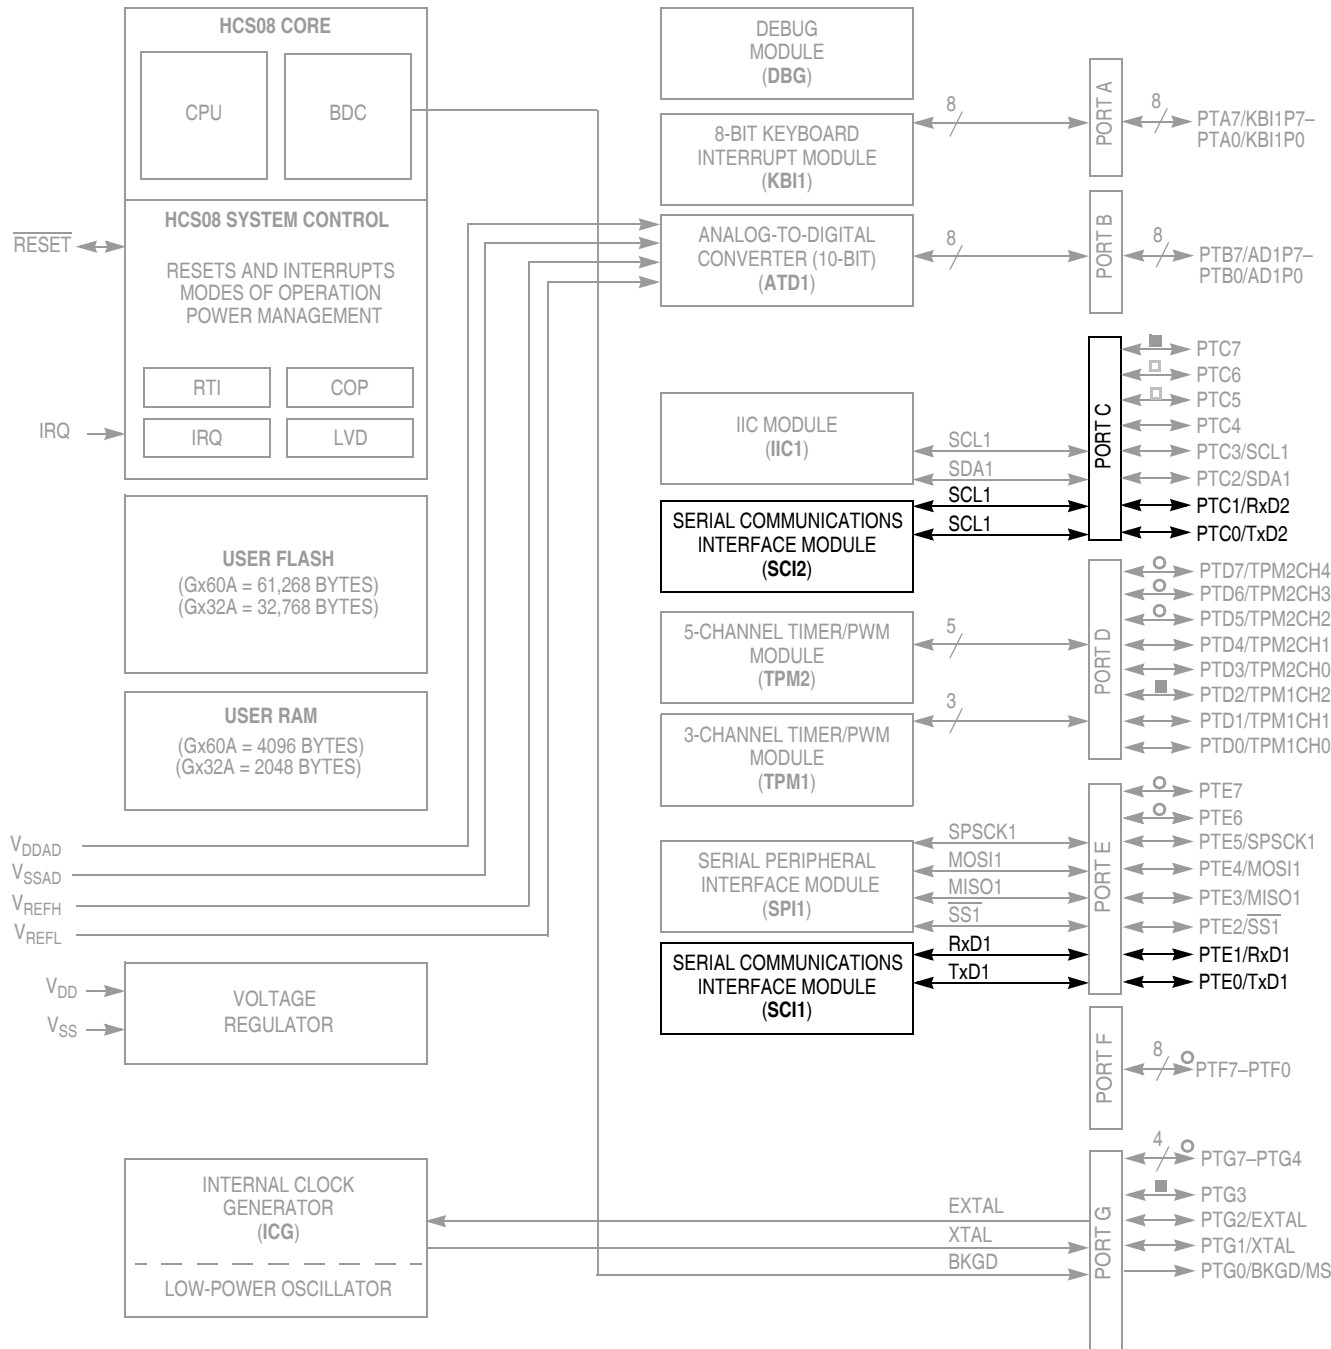 HCS08 CORE
CPU
BDC
HCS08 SYSTEM CONTROL
RESETS AND INTERRUPTS
MODES OF OPERATION
POWER MANAGEMENT
RTI
COP
IRQ
LVD
RESET
IRQ
USER FLASH
(Gx60A = 61,268 BYTES)
(Gx32A = 32,768 BYTES)
USER RAM
(Gx60A = 4096 BYTES)
(Gx32A = 2048 BYTES)
VDDAD
VSSAD
VREFH
VREFL
VDD
VSS
VOLTAGE
REGULATOR
INTERNAL CLOCK
GENERATOR
(ICG)
LOW-POWER OSCILLATOR
DEBUG
MODULE
(DBG)
8-BIT KEYBOARD
INTERRUPT MODULE
(KBI1)
8
PORT A
8
PTA7/KBI1P7–
PTA0/KBI1P0
ANALOG-TO-DIGITAL
CONVERTER (10-BIT)
(ATD1)
8
PORT B
8
PTB7/AD1P7–
PTB0/AD1P0
IIC MODULE
(IIC1)
SCL1
SDA1
SERIAL COMMUNICATIONS
INTERFACE MODULE
(SCI2)
SCL1
SCL1
PORT C
PTC7
PTC6
PTC5
PTC4
PTC3/SCL1
PTC2/SDA1
PTC1/RxD2
PTC0/TxD2
5-CHANNEL TIMER/PWM
MODULE
(TPM2)
5
3-CHANNEL TIMER/PWM
MODULE
(TPM1)
3
PORT D
PTD7/TPM2CH4
PTD6/TPM2CH3
PTD5/TPM2CH2
PTD4/TPM2CH1
PTD3/TPM2CH0
PTD2/TPM1CH2
PTD1/TPM1CH1
PTD0/TPM1CH0
SERIAL PERIPHERAL
INTERFACE MODULE
(SPI1)
SPSCK1
MOSI1
MISO1
SS1
SERIAL COMMUNICATIONS
INTERFACE MODULE
(SCI1)
RxD1
TxD1
PORT E
PTE7
PTE6
PTE5/SPSCK1
PTE4/MOSI1
PTE3/MISO1
PTE2/SS1
PTE1/RxD1
PTE0/TxD1
PORT F
8
PTF7–PTF0
EXTAL
XTAL
BKGD
PORT G
4
PTG7–PTG4
PTG3
PTG2/EXTAL
PTG1/XTAL
PTG0/BKGD/MS